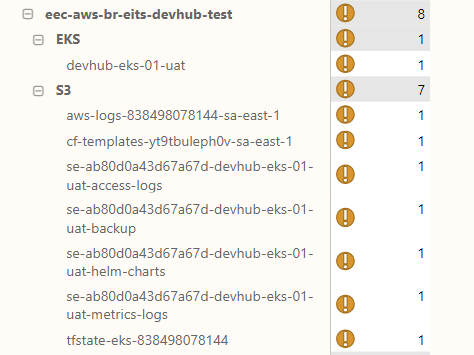 eec-aws-br-eits-devhub-test 8
EKS 1
devhub-eks-01-uat 1
S3 7
aws-logs-838498078144-sa-east-1 1
cf-templates-yt9tbuleph0v-sa-east-1 1
se-ab80d0a43d67a67d-devhub-eks-01- 1
uat-access-logs
se-ab80d0a43d67a67d-devhub-eks-01- 1
uat-backup
se-ab80d0a43d67a67d-devhub-eks-01- 1
uat-helm-charts
se-ab80d0a43d67a67d-devhub-eks-01- 1
uat-metrics-logs
tfstate-eks-838498078144 1